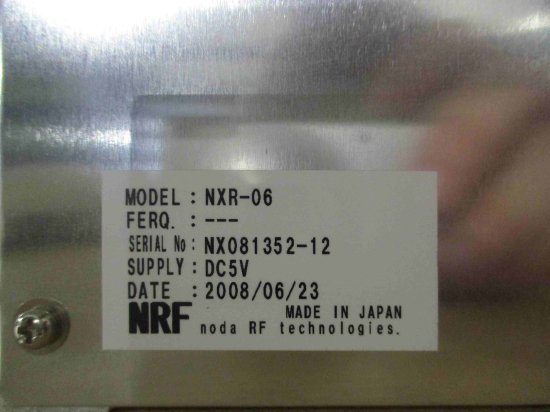 MODEL : NXR-06
FERQ. : ---
SERIAL No : NX081352-12
SUPPLY : DC5V
DATE : 2008/06/23
NRF MADE IN JAPAN
noda RF technologies.